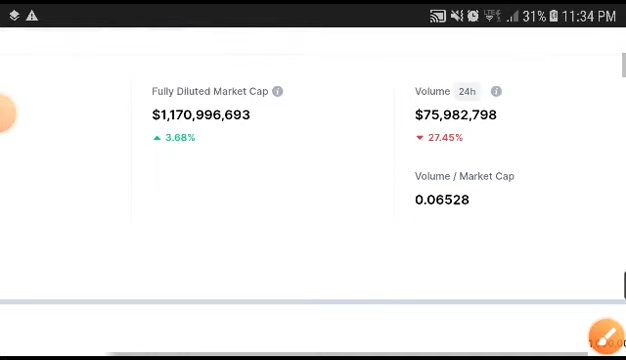 31% 11:34 PM
Fully Diluted Market Cap
Volume 24h
$1,170,996,693
$75,982,798
3.68%
27.45%
Volume / Market Cap
0.06528